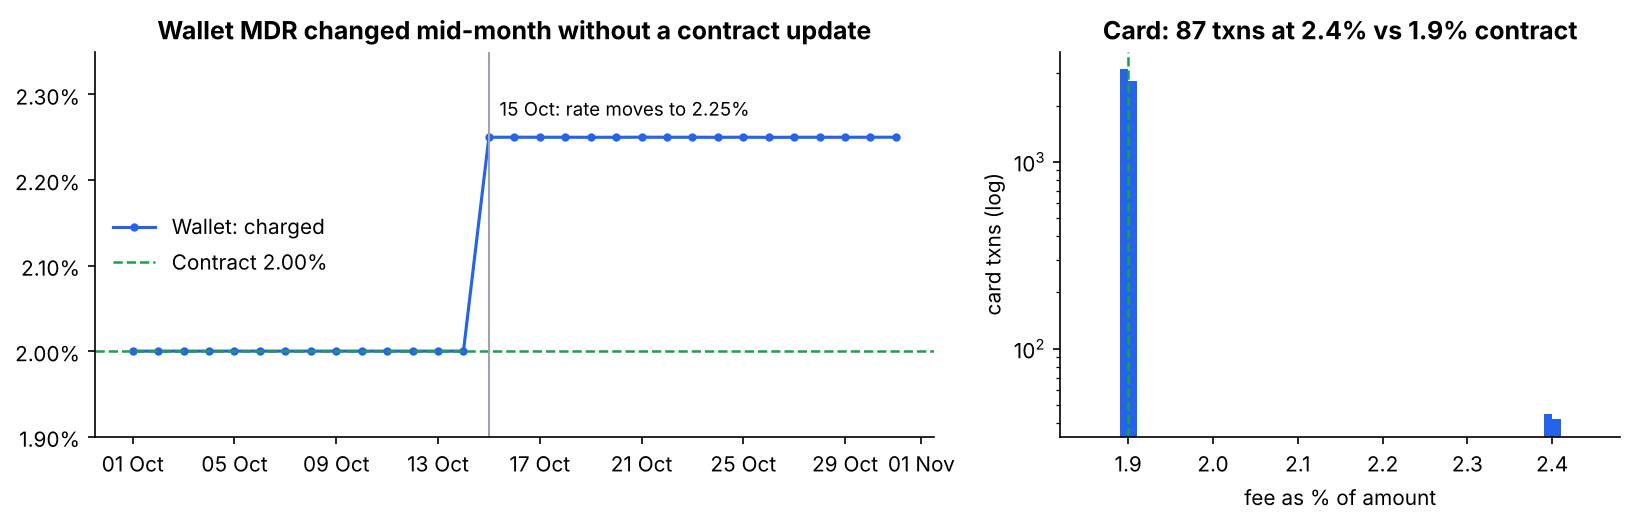 Wallet MDR changed mid-month without a contract update
2.30%
2.20%
2.10%
2.00%
1.90%
15 Oct: rate moves to 2.25%
Wallet: charged
Contract 2.00%
01 Oct 05 Oct 09 Oct 13 Oct 17 Oct 21 Oct 25 Oct 29 Oct 01 Nov
Card: 87 txns at 2.4% vs 1.9% contract
card txns (log)
10³
10²
1.9 2.0 2.1 2.2 2.3 2.4
fee as % of amount